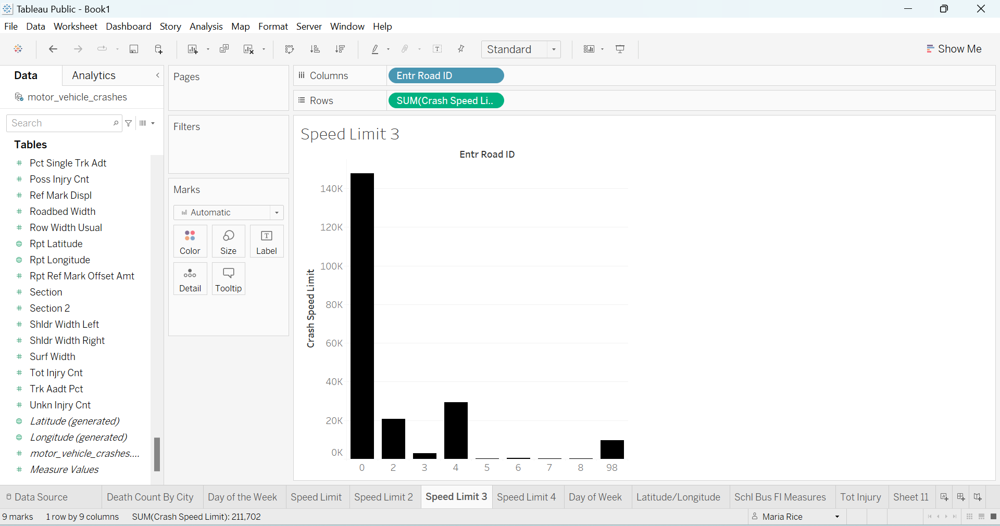 Tableau Public - Book1
File Data Worksheet Dashboard Story Analysis Map Format Server Window Help
Standard
Show Me
Data Analytics
motor_vehicle_crashes
Search
Tables
Pct Single Trk Adt
Poss Injry Cnt
Ref Mark Displ
Roadbed Width
Row Width Usual
Rpt Latitude
Rpt Longitude
Rpt Ref Mark Offset Amt
Section
Section 2
Shldr Width Left
Shldr Width Right
Surf Width
Tot Injry Cnt
Trk Aadt Pct
Unkn Injry Cnt
Latitude (generated)
Longitude (generated)
motor_vehicle_crashes....
Measure Values
Pages
Filters
Marks
Automatic
Color Size Label
Detail Tooltip
Columns Entr Road ID
Rows SUM(Crash Speed Li..
Speed Limit 3
Entr Road ID
Crash Speed Limit
140K
120K
100K
80K
60K
40K
20K
0K
0 2 3 4 5 6 7 8 98
Data Source Death Count By City Day of the Week Speed Limit Speed Limit 2 Speed Limit 3 Speed Limit 4 Day of Week Latitude/Longitude Schl Bus Fl Measures Tot Injury Sheet 11
9 marks 1 row by 9 columns SUM(Crash Speed Limit): 211,702 Maria Rice